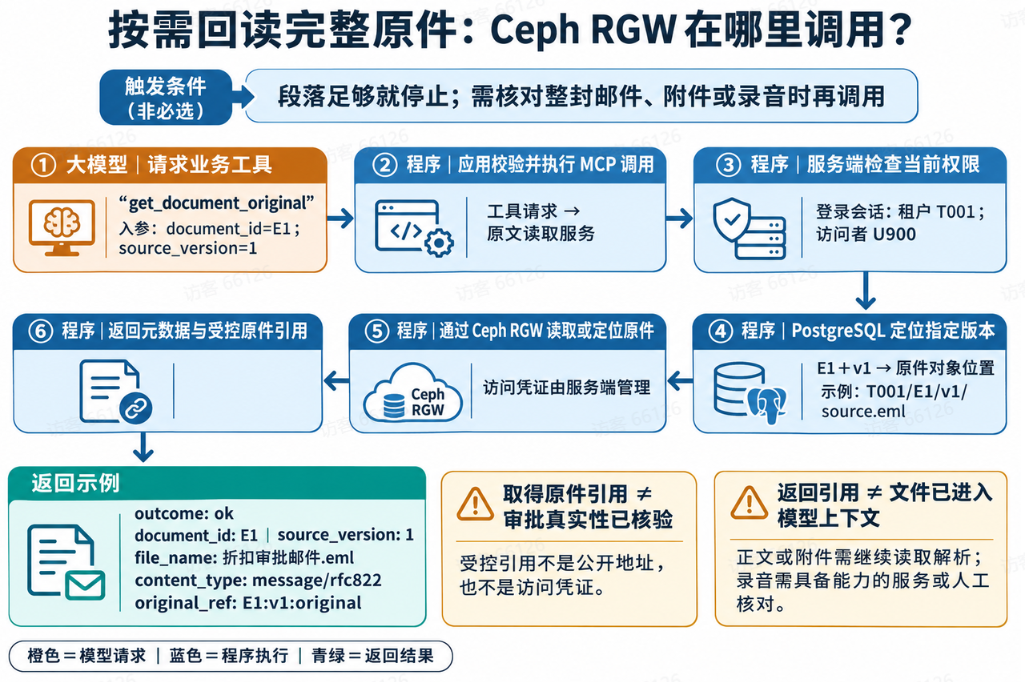 按需回读完整原件：Ceph RGW 在哪里调用？
触发条件
（非必选）
段落足够就停止；需核对整封邮件、附件或录音时再调用
① 大模型｜请求业务工具
“get_document_original”
入参：document_id=E1；
source_version=1
② 程序｜应用校验并执行 MCP 调用
工具请求 →
原文读取服务
③ 程序｜服务端检查当前权限
登录会话：租户 T001；
访问者 U900
④ 程序｜PostgreSQL 定位指定版本
E1＋v1 → 原件对象位置
示例：T001/E1/v1/
source.eml
⑤ 程序｜通过 Ceph RGW 读取或定位原件
Ceph
RGW
访问凭证由服务端管理
⑥ 程序｜返回元数据与受控原件引用
返回示例
outcome: ok
document_id: E1｜source_version: 1
file_name: 折扣审批邮件.eml
content_type: message/rfc822
original_ref: E1:v1:original
取得原件引用 ≠
审批真实性已核验
受控引用不是公开地址，
也不是访问凭证。
返回引用 ≠ 文件已进入
模型上下文
正文或附件需继续读取解析；
录音需具备能力的服务或人工
核对。
橙色＝模型请求｜蓝色＝程序执行｜青绿＝返回结果
访客 66126